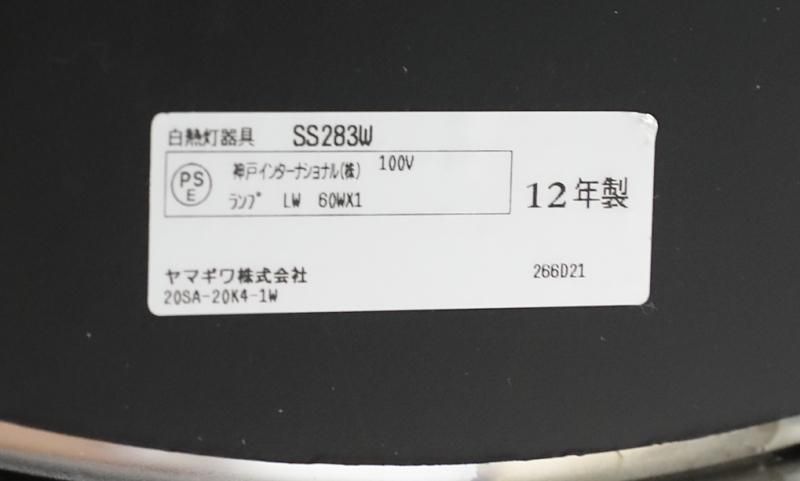 白熱灯器具 SS283W
PS E 神戸インターナショナル(株) 100V
ランプ LW 60WX1
12年製
ヤマギワ株式会社 266D21
20SA-20K4-1W